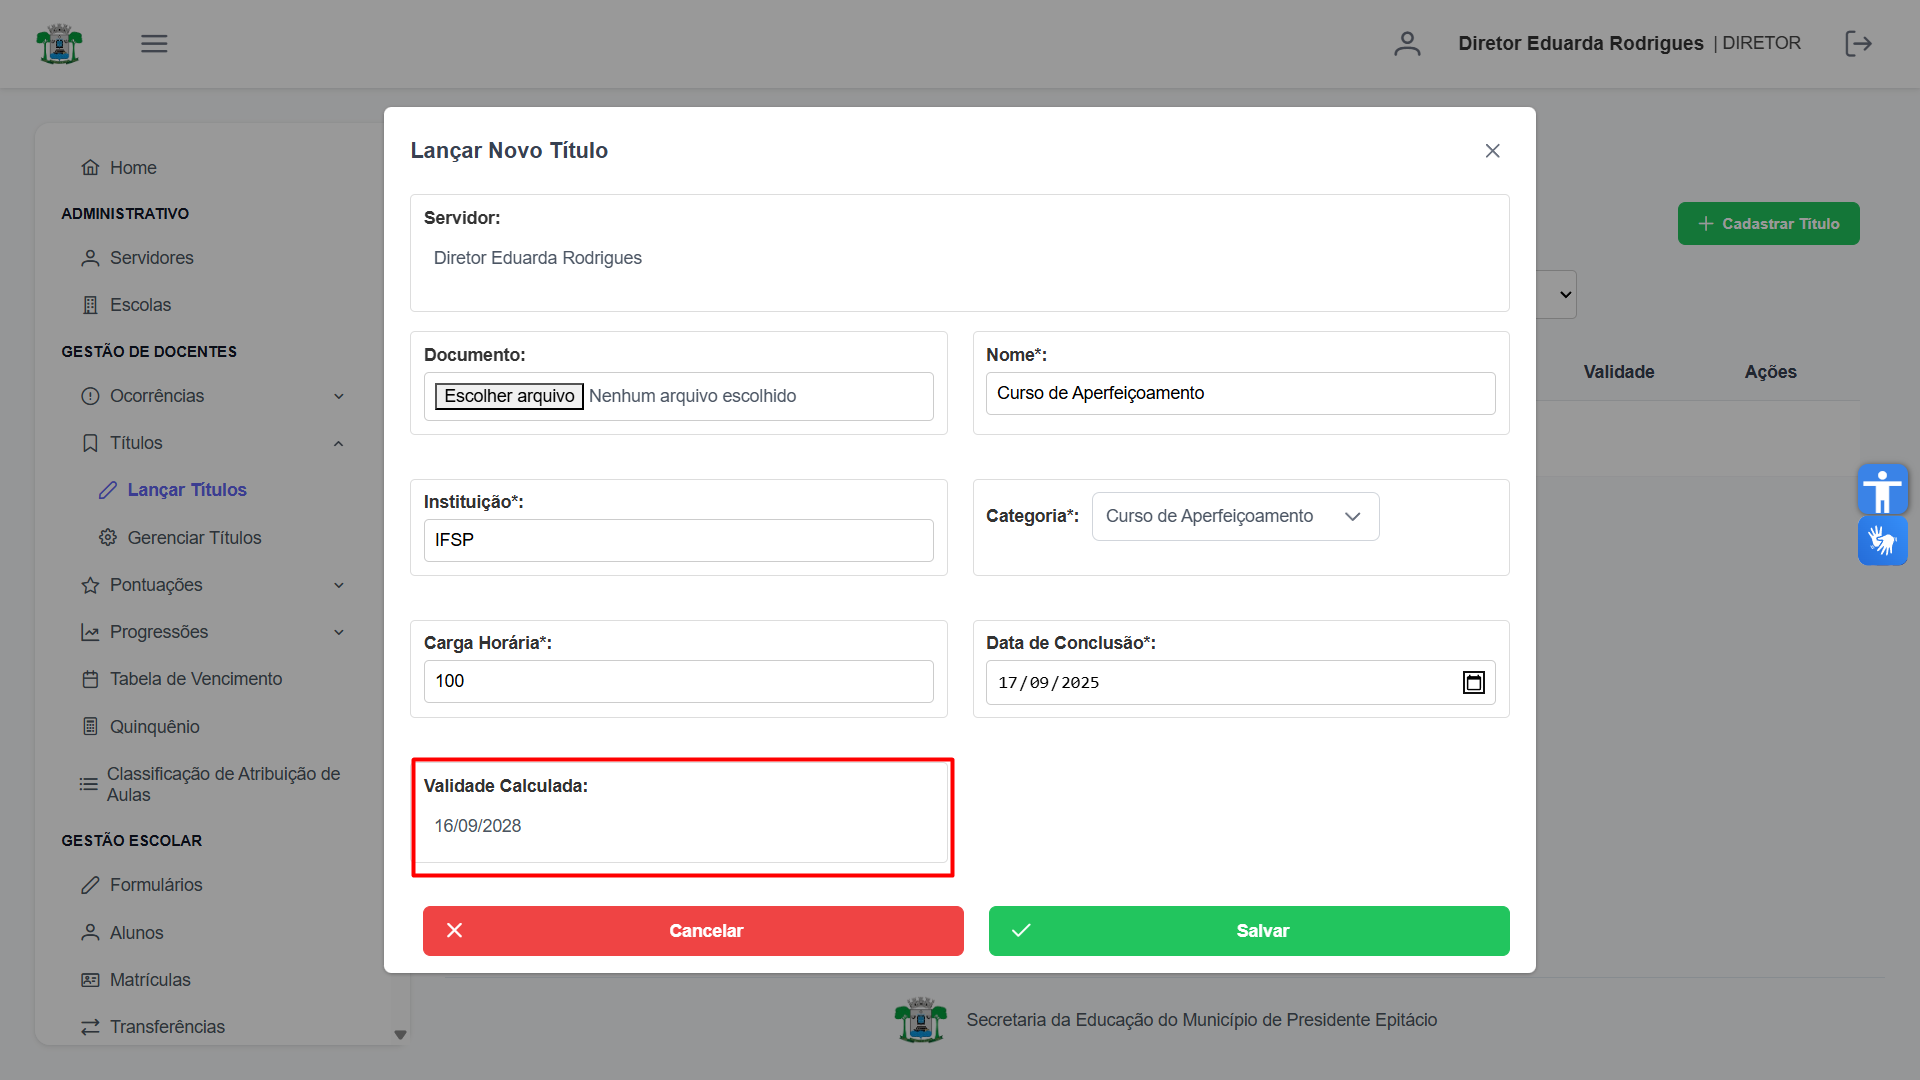 Diretor Eduarda Rodrigues | DIRETOR
Home
ADMINISTRATIVO
Servidores
Escolas
GESTÃO DE DOCENTES
Ocorrências
Títulos
Lançar Títulos
Gerenciar Títulos
Pontuações
Progressões
Tabela de Vencimento
Quinquênio
Classificação de Atribuição de
Aulas
GESTÃO ESCOLAR
Formulários
Alunos
Matrículas
Transferências
Lançar Novo Título
Servidor:
Diretor Eduarda Rodrigues
Documento:
Escolher arquivo Nenhum arquivo escolhido
Nome*:
Curso de Aperfeiçoamento
Instituição*:
IFSP
Categoria*: Curso de Aperfeiçoamento
Carga Horária*:
100
Data de Conclusão*:
17/09/2025
Validade Calculada:
16/09/2028
Cancelar
Salvar
Cadastrar Titulo
Validade Ações
Secretaria da Educação do Município de Presidente Epitácio